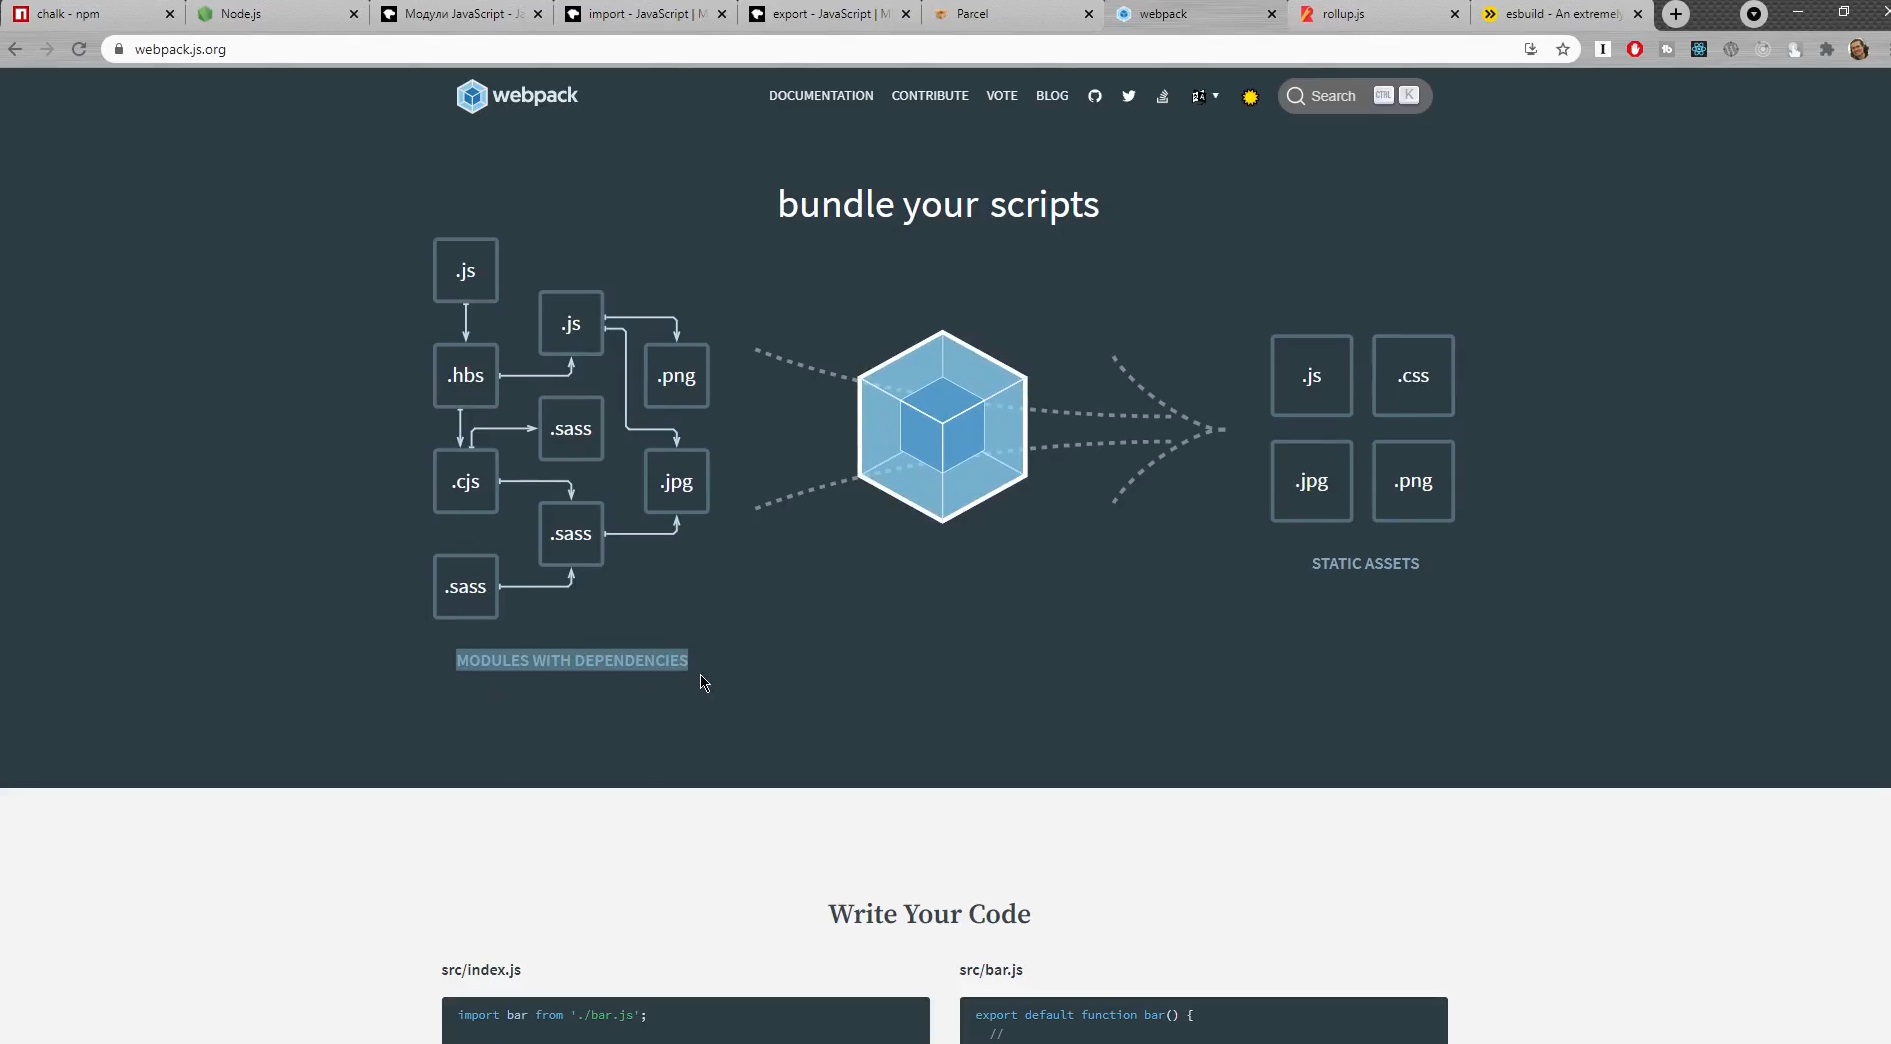 chalk - npm
Node.js
Модули JavaScript - Ja
import - JavaScript | M
export - JavaScript | M
Parcel
webpack
rollup.js
esbuild - An extremely
webpack.js.org
webpack
DOCUMENTATION
CONTRIBUTE
VOTE
BLOG
Search
CTRL
K
bundle your scripts
.js
.js
.hbs
.png
.sass
.cjs
.jpg
.sass
.sass
MODULES WITH DEPENDENCIES
.js
.css
.jpg
.png
STATIC ASSETS
Write Your Code
src/index.js
import bar from './bar.js';
src/bar.js
export default function bar() {
//